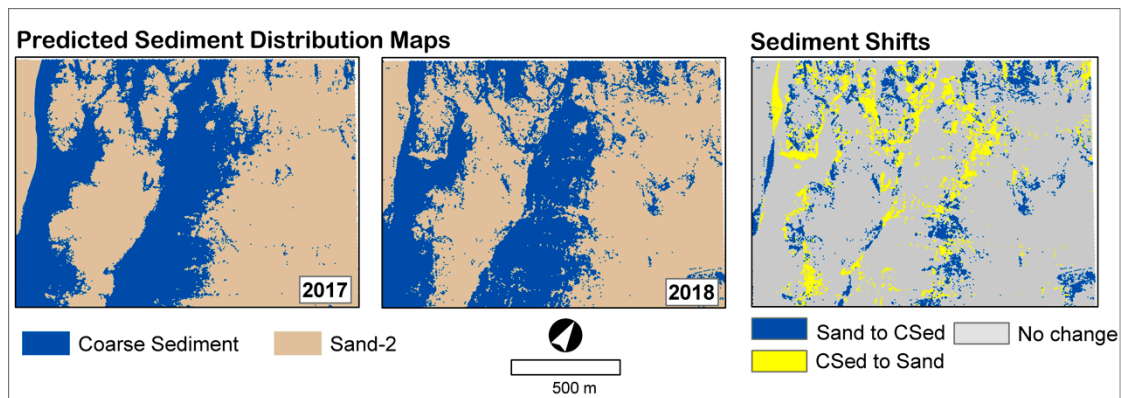 Predicted Sediment Distribution Maps
Sediment Shifts
2017
2018
Coarse Sediment
Sand-2
500 m
Sand to CSed
No change
CSed to Sand